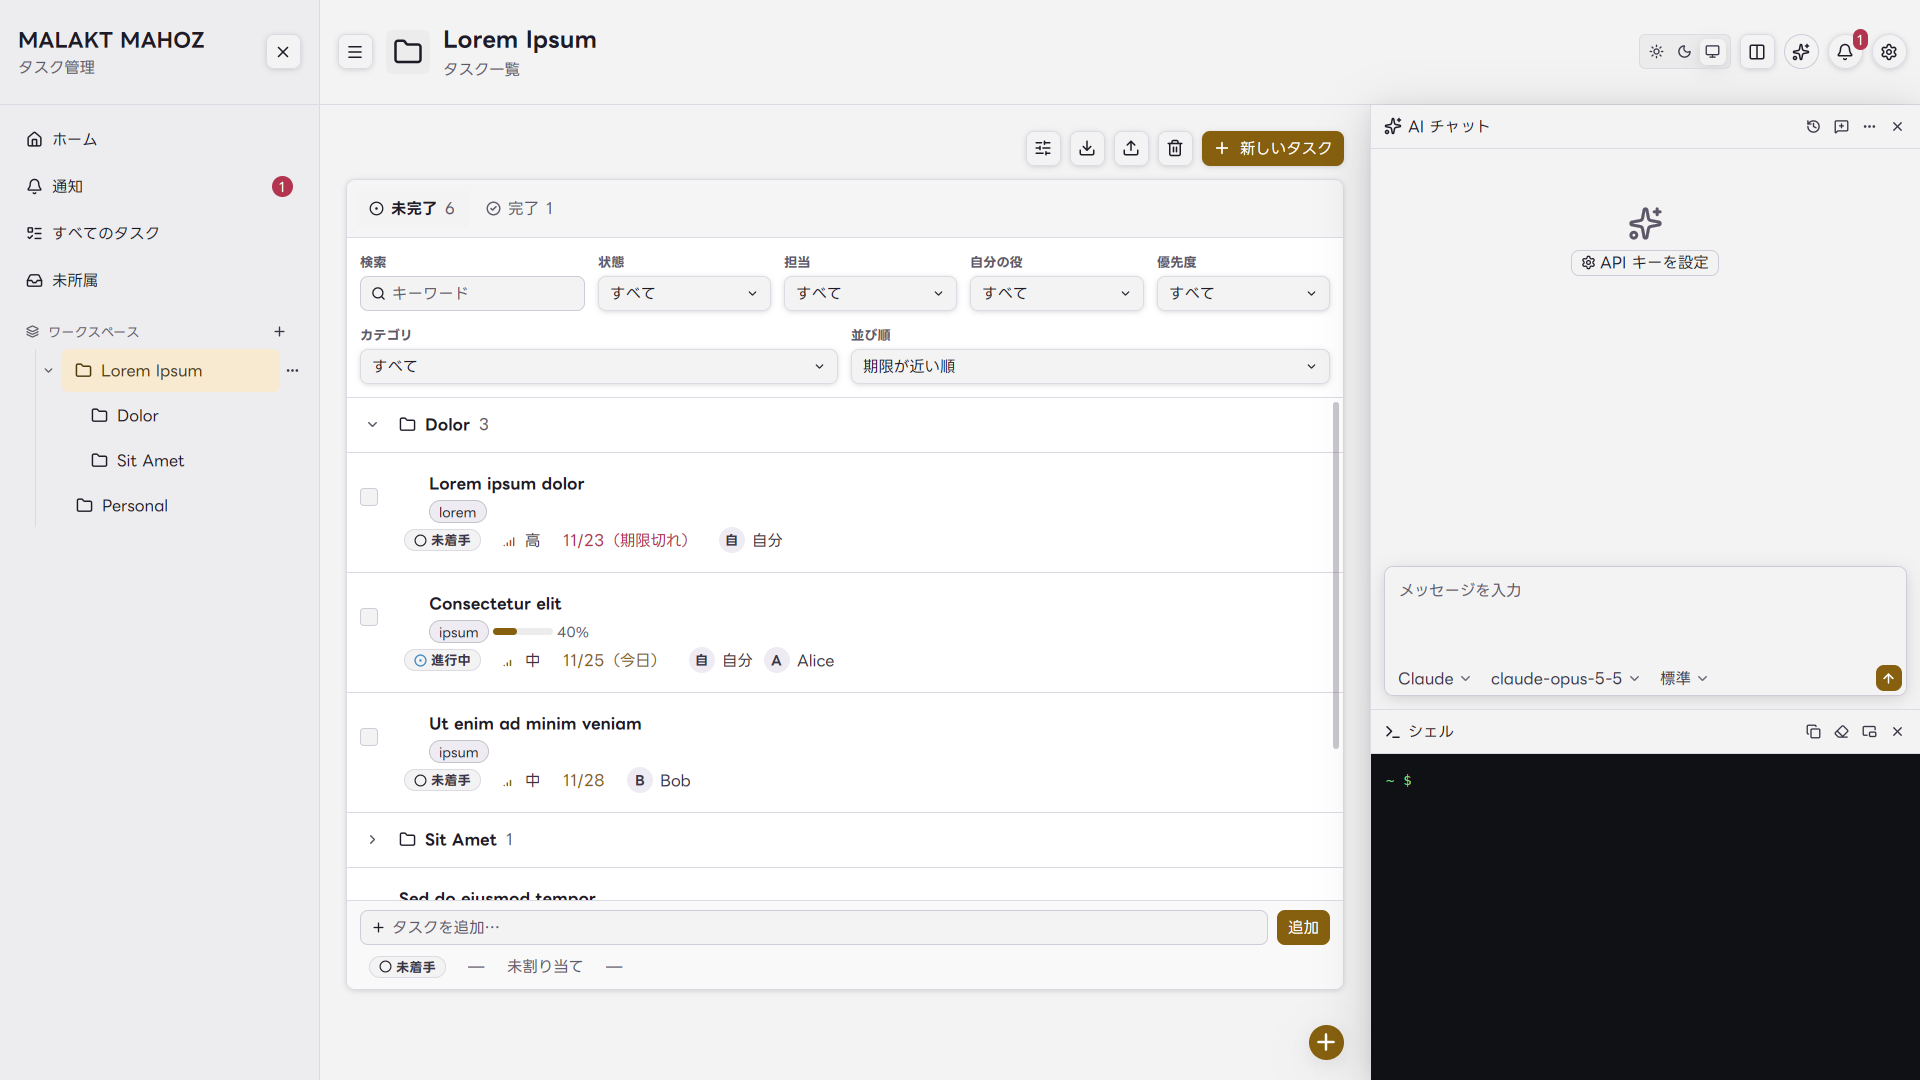 MALAKT MAHOZ
タスク管理
ホーム
通知 1
すべてのタスク
未所属
ワークスペース
Lorem Ipsum
Dolor
Sit Amet
Personal
Lorem Ipsum
タスク一覧
1
新しいタスク
未完了 6 完了 1
検索 状態 担当 自分の役 優先度
キーワード すべて すべて すべて すべて
カテゴリ 並び順
すべて 期限が近い順
Dolor 3
Lorem ipsum dolor
lorem
未着手 高 11/23（期限切れ） 自 自分
Consectetur elit
ipsum 40%
進行中 中 11/25（今日） 自 自分 A Alice
Ut enim ad minim veniam
ipsum
未着手 中 11/28 B Bob
Sit Amet 1
Sed do eiusmod tempor
タスクを追加… 追加
未着手 — 未割り当て —
AI チャット
API キーを設定
メッセージを入力
Claude claude-opus-5-5 標準
シェル
~ $